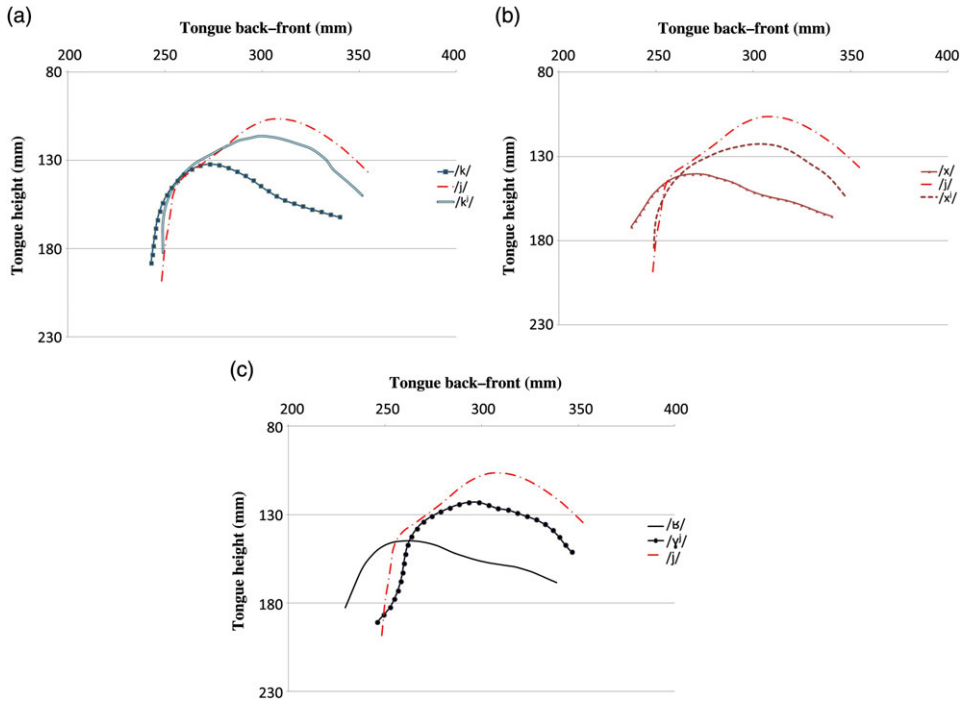 (a)
Tongue back–front (mm)
200 250 300 350 400
80
130
180
230
Tongue height (mm)
/k/
/j/
/kʲ/
(b)
Tongue back–front (mm)
200 250 300 350 400
80
130
180
230
Tongue height (mm)
/x/
/j/
/xʲ/
(c)
Tongue back–front (mm)
200 250 300 350 400
80
130
180
230
Tongue height (mm)
/ʁ/
/ɣʲ/
/j/